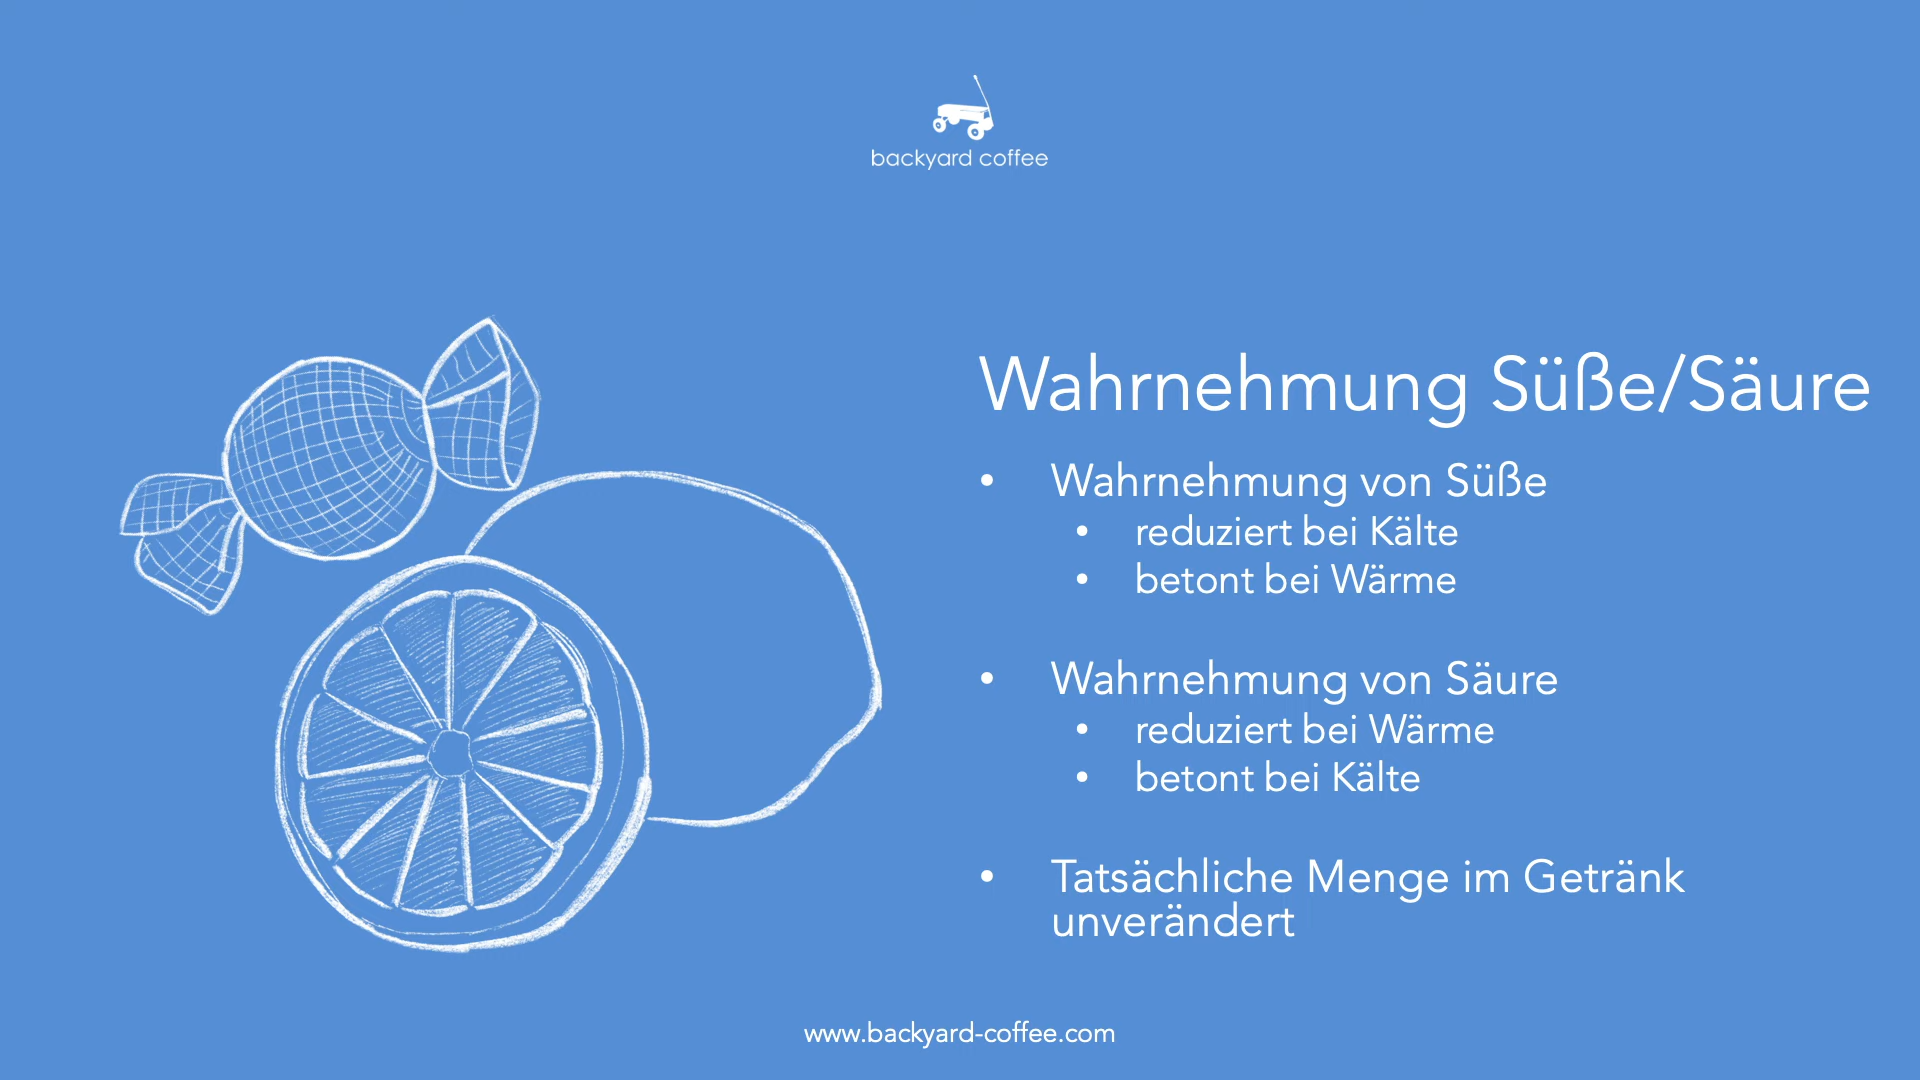 backyard coffee
Wahrnehmung Süße/Säure
• Wahrnehmung von Süße
• reduziert bei Kälte
• betont bei Wärme
• Wahrnehmung von Säure
• reduziert bei Wärme
• betont bei Kälte
• Tatsächliche Menge im Getränk
unverändert
www.backyard-coffee.com